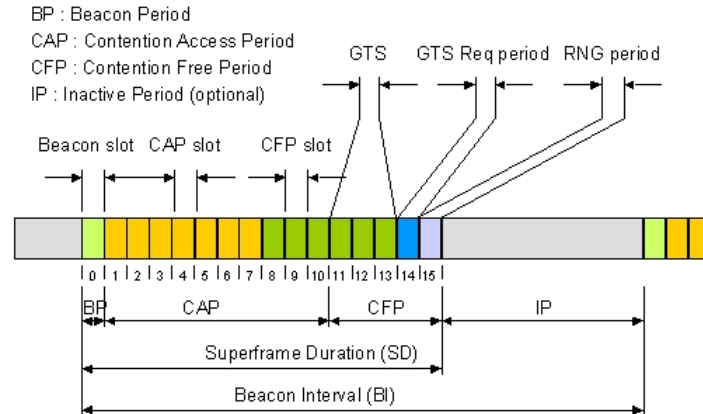 BP : Beacon Period
CAP : Contention Access Period
CFP : Contention Free Period
IP : Inactive Period (optional)
GTS GTS Req period RNG period
Beacon slot CAP slot CFP slot
0 1 2 3 4 5 6 7 8 9 10 11 12 13 14 15
BP CAP CFP IP
Superframe Duration (SD)
Beacon Interval (BI)